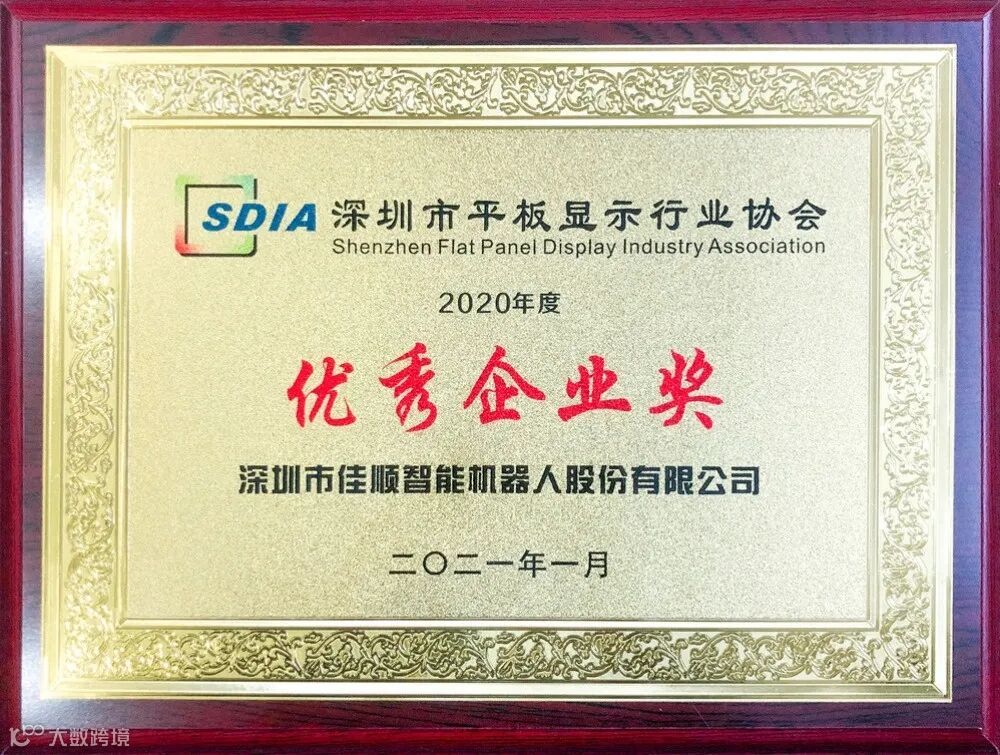 SDIA 深圳市平板显示行业协会
Shenzhen Flat Panel Display Industry Association
2020年度
优秀企业奖
深圳市佳顺智能机器人股份有限公司
二〇二一年一月
大数跨境